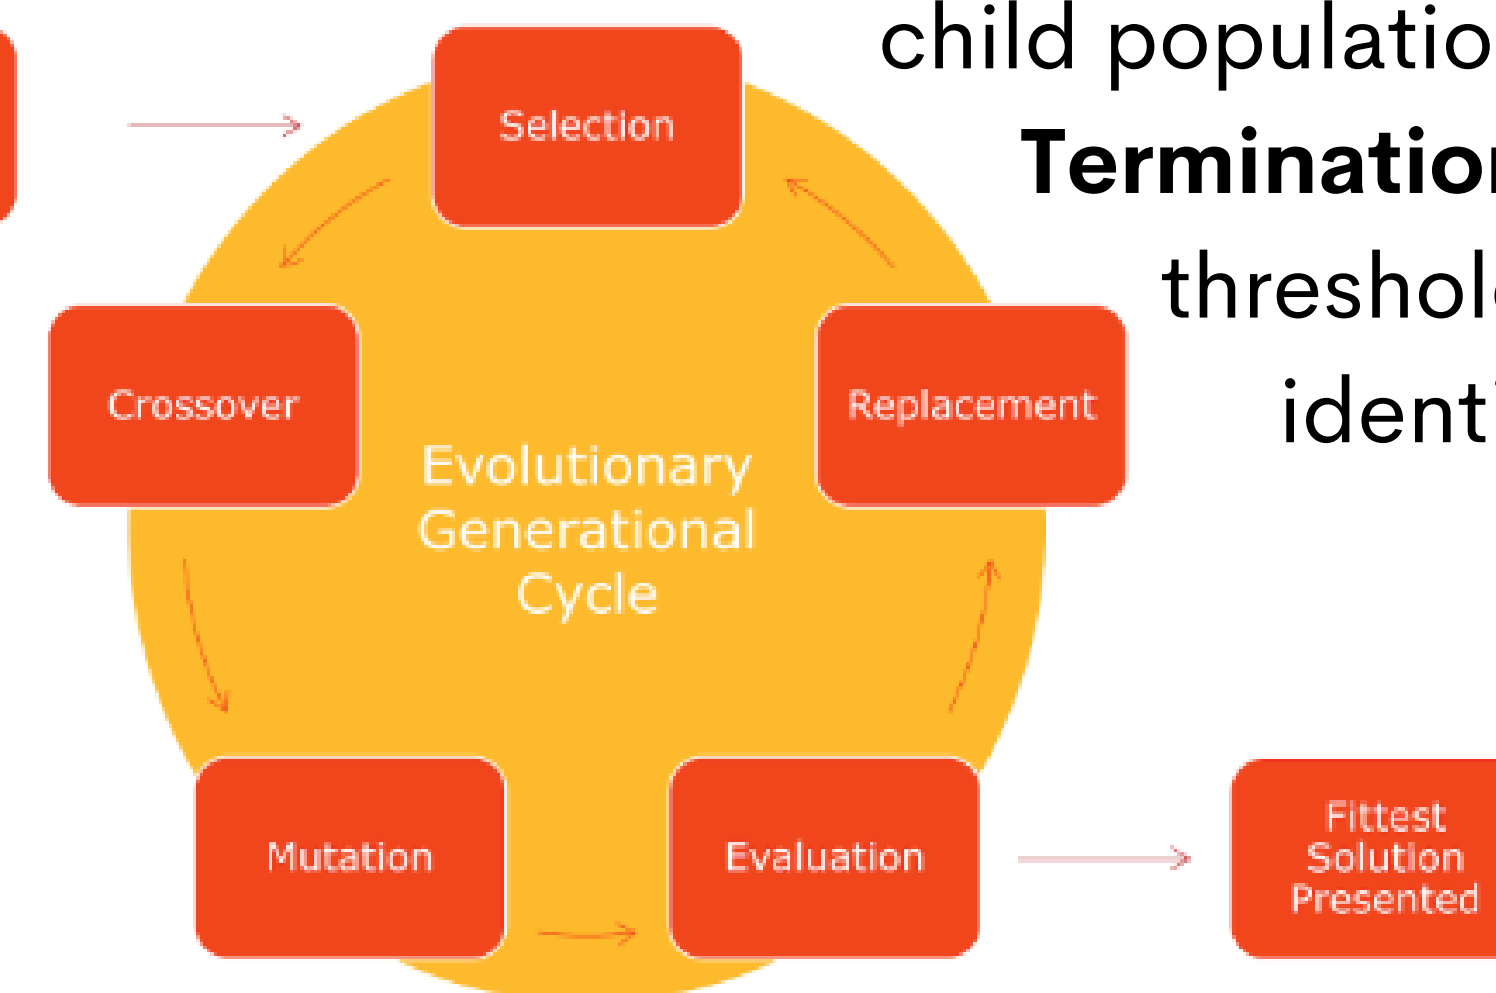 child populatio
Terminatio
threshol
ident
Selection
Crossover
Replacement
Evolutionary
Generational
Cycle
Mutation
Evaluation
Fittest
Solution
Presented